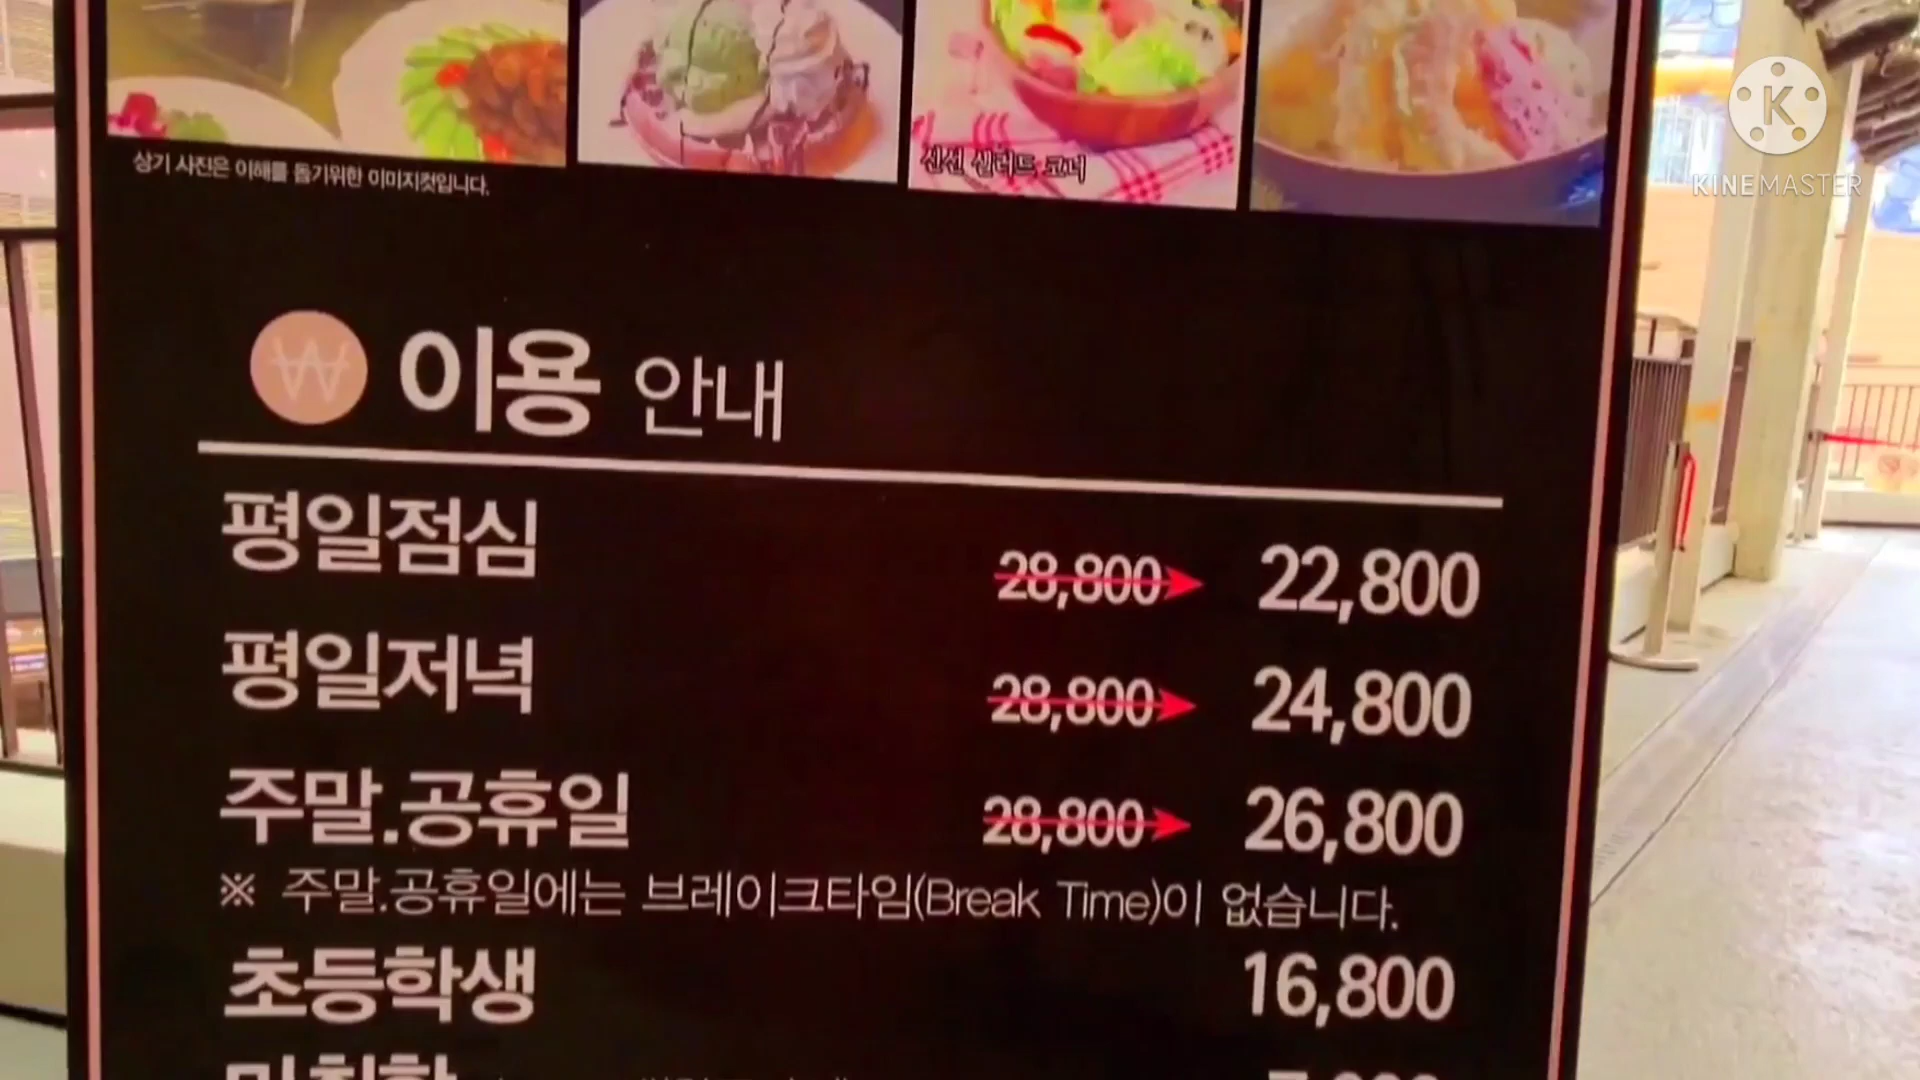 상기 사진은 이해를 돕기위한 이미지컷입니다.
신선 샐러드 코너
KINEMASTER
₩ 이용 안내
평일점심 28,800 22,800
평일저녁 28,800 24,800
주말.공휴일 28,800 26,800
※ 주말.공휴일에는 브레이크타임(Break Time)이 없습니다.
초등학생 16,800